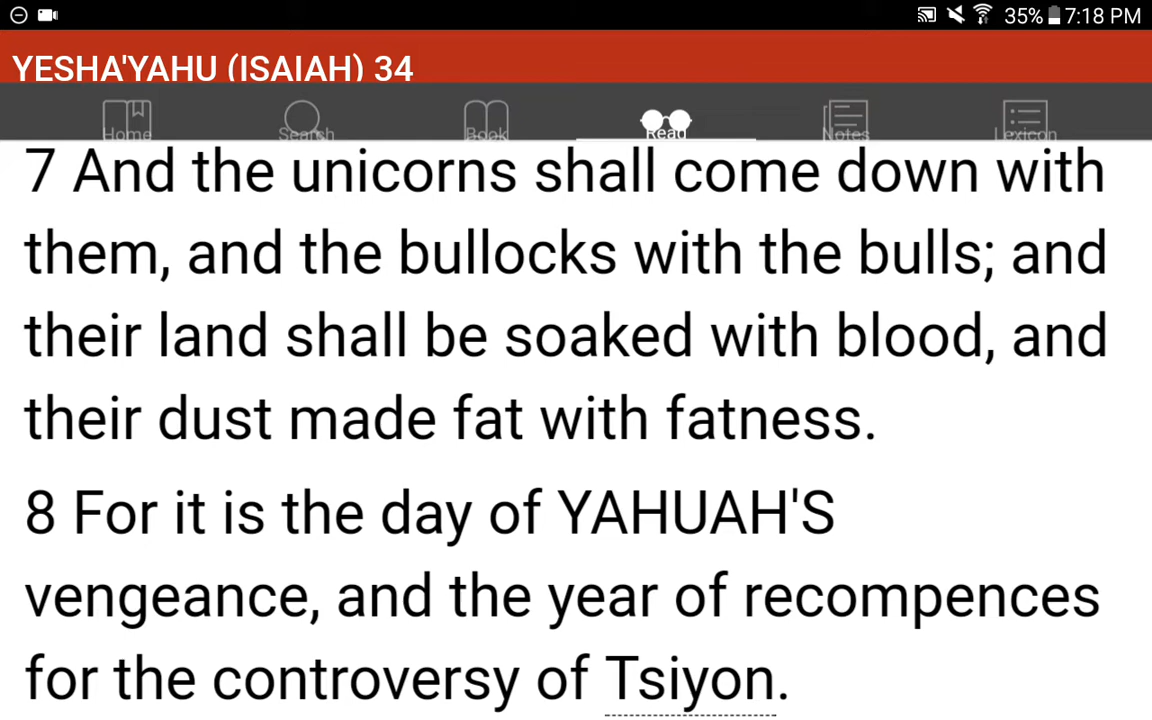 35% 7:18 PM
YESHA'YAHU (ISAIAH) 34
Home Search Book Read Notes Lexicon
7 And the unicorns shall come down with
them, and the bullocks with the bulls; and
their land shall be soaked with blood, and
their dust made fat with fatness.
8 For it is the day of YAHUAH'S
vengeance, and the year of recompences
for the controversy of Tsiyon.